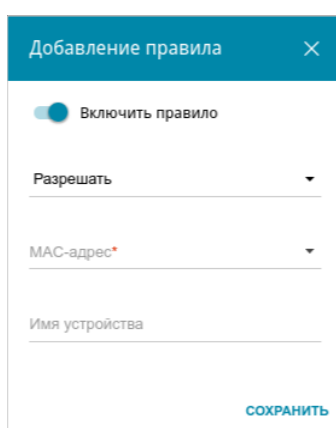 Добавление правила
Включить правило
Разрешать
MAC-адрес*
Имя устройства
СОХРАНИТЬ